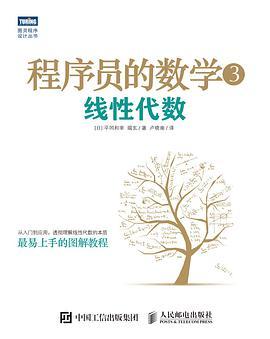 TURING
图灵程序
设计丛书
程序员的数学3
线性代数
[日] 平冈和幸 堀玄/著 卢晓南/译
从入门到应用，透彻理解线性代数的本质
最易上手的图解教程
中国工信出版集团
人民邮电出版社
POSTS & TELECOM PRESS